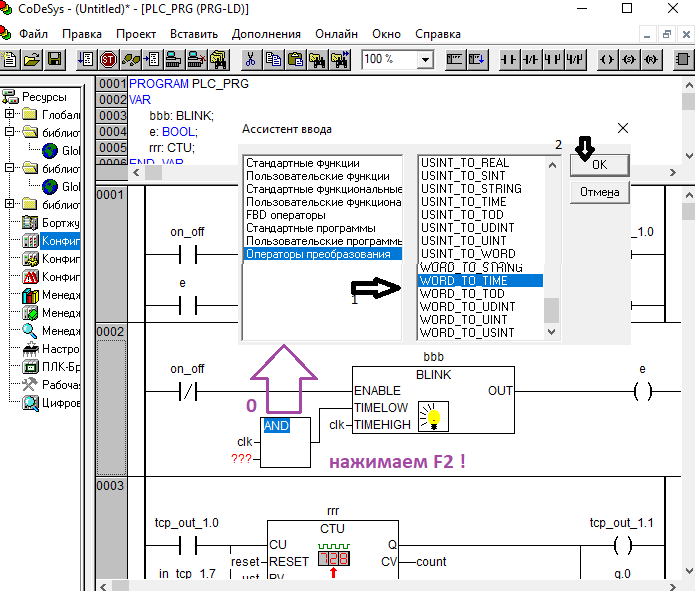 CoDeSys - (Untitled)* - [PLC_PRG (PRG-LD)]
Файл Правка Проект Вставить Дополнения Онлайн Окно Справка
100 %
Ресурсы
Глобал
библиот
Glol
библиот
Glol
библиот
Бортжу
Конфиг
Конфиг
Конфиг
Менедж
Менедж
Менедж
Настро
ПЛК-Бр
Рабоча
Цифров
0001 PROGRAM PLC_PRG
0002 VAR
0003 bbb: BLINK;
0004 e: BOOL;
0005 rrr: CTU;
0006 END_VAR
Ассистент ввода
Стандартные функции
Пользовательские функции
Стандартные функциональные
Пользовательские функциона
FBD операторы
Стандартные программы
Пользовательские программы
Операторы преобразования
USINT_TO_REAL
USINT_TO_SINT
USINT_TO_STRING
USINT_TO_TIME
USINT_TO_TOD
USINT_TO_UDINT
USINT_TO_UINT
USINT_TO_WORD
WORD_TO_STRING
WORD_TO_TIME
WORD_TO_TOD
WORD_TO_UDINT
WORD_TO_UINT
WORD_TO_USINT
2
OK
Отмена
1
0001
on_off
_1.0
e
0002
on_off
bbb
BLINK
ENABLE OUT
TIMELOW
clk TIMEHIGH
e
0
AND
clk
???
нажимаем F2 !
0003
tcp_out_1.0
rrr
CTU
tcp_out_1.1
CU Q
reset RESET CV count
in_tcp_1.7
ust PV
q.0